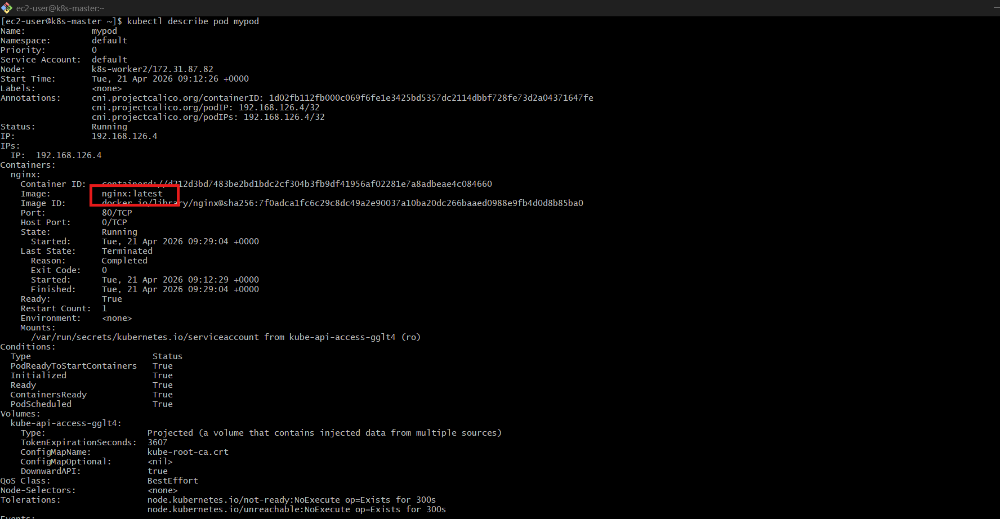 ec2-user@k8s-master:~
[ec2-user@k8s-master ~]$ kubectl describe pod mypod
Name:             mypod
Namespace:        default
Priority:         0
Service Account:  default
Node:             k8s-worker2/172.31.87.82
Start Time:       Tue, 21 Apr 2026 09:12:26 +0000
Labels:           <none>
Annotations:      cni.projectcalico.org/containerID: 1d02fb112fb000c069f6fe1e3425bd5357dc2114dbbf728fe73d2a04371647fe
                  cni.projectcalico.org/podIP: 192.168.126.4/32
                  cni.projectcalico.org/podIPs: 192.168.126.4/32
Status:           Running
IP:               192.168.126.4
IPs:
  IP:  192.168.126.4
Containers:
  nginx:
    Container ID:   containerd://d212d3bd7483be2bd1bdc2cf304b3fb9df41956af02281e7a8adbeae4c084660
    Image:          nginx:latest
    Image ID:       docker.io/library/nginx@sha256:7f0adca1fc6c29c8dc49a2e90037a10ba20dc266baaed0988e9fb4d0d8b85ba0
    Port:           80/TCP
    Host Port:      0/TCP
    State:          Running
      Started:      Tue, 21 Apr 2026 09:29:04 +0000
    Last State:     Terminated
      Reason:       Completed
      Exit Code:    0
      Started:      Tue, 21 Apr 2026 09:12:29 +0000
      Finished:     Tue, 21 Apr 2026 09:29:04 +0000
    Ready:          True
    Restart Count:  1
    Environment:    <none>
    Mounts:
      /var/run/secrets/kubernetes.io/serviceaccount from kube-api-access-gglt4 (ro)
Conditions:
  Type                        Status
  PodReadyToStartContainers   True
  Initialized                 True
  Ready                       True
  ContainersReady             True
  PodScheduled                True
Volumes:
  kube-api-access-gglt4:
    Type:                    Projected (a volume that contains injected data from multiple sources)
    TokenExpirationSeconds:  3607
    ConfigMapName:           kube-root-ca.crt
    ConfigMapOptional:       <nil>
    DownwardAPI:             true
QoS Class:                   BestEffort
Node-Selectors:              <none>
Tolerations:                 node.kubernetes.io/not-ready:NoExecute op=Exists for 300s
                             node.kubernetes.io/unreachable:NoExecute op=Exists for 300s
Events: